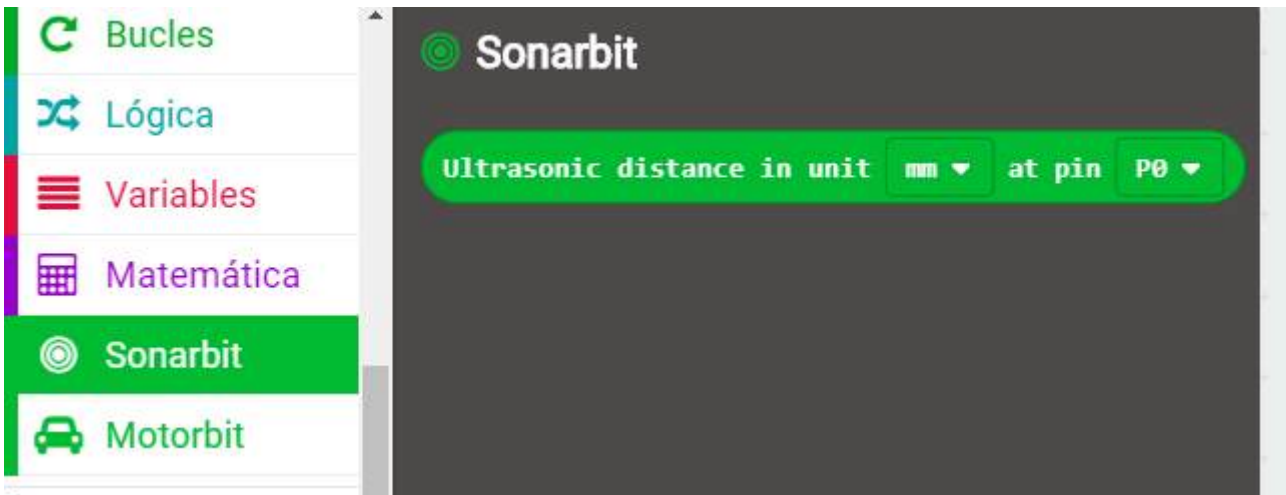 Bucles
Lógica
Variables
Matemática
Sonarbit
Motorbit
Sonarbit
Ultrasonic distance in unit mm at pin P0